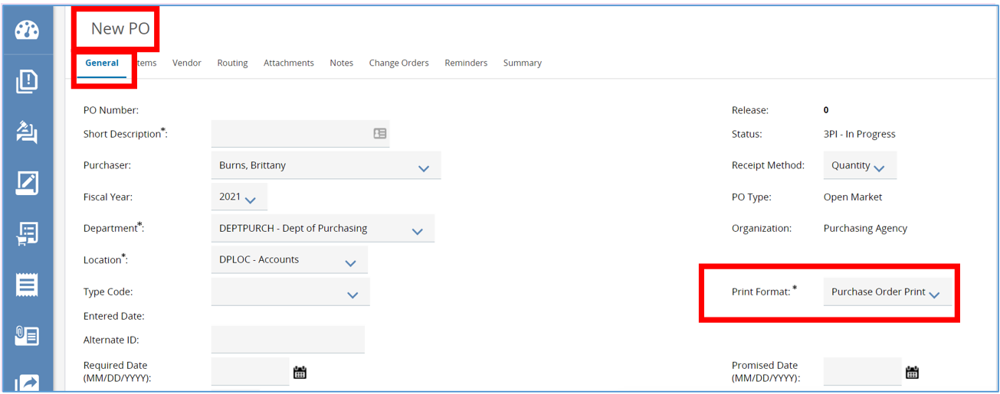 New PO
General tems Vendor Routing Attachments Notes Change Orders Reminders Summary
PO Number:
Release: 0
Short Description*:
Status: 3PI - In Progress
Purchaser: Burns, Brittany
Receipt Method: Quantity
Fiscal Year: 2021
PO Type: Open Market
Department*: DEPTPURCH - Dept of Purchasing
Organization: Purchasing Agency
Location*: DPLOC - Accounts
Type Code:
Print Format:* Purchase Order Print
Entered Date:
Alternate ID:
Required Date
(MM/DD/YYYY):
Promised Date
(MM/DD/YYYY):